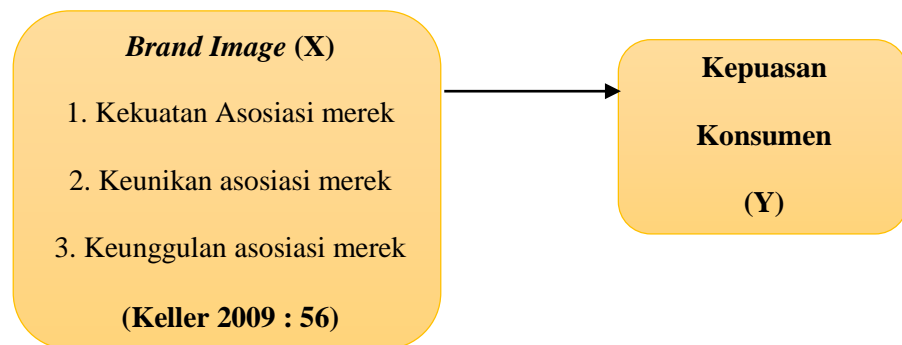 Brand Image (X)
1. Kekuatan Asosiasi merek
2. Keunikan asosiasi merek
3. Keunggulan asosiasi merek
(Keller 2009 : 56)
Kepuasan
Konsumen
(Y)